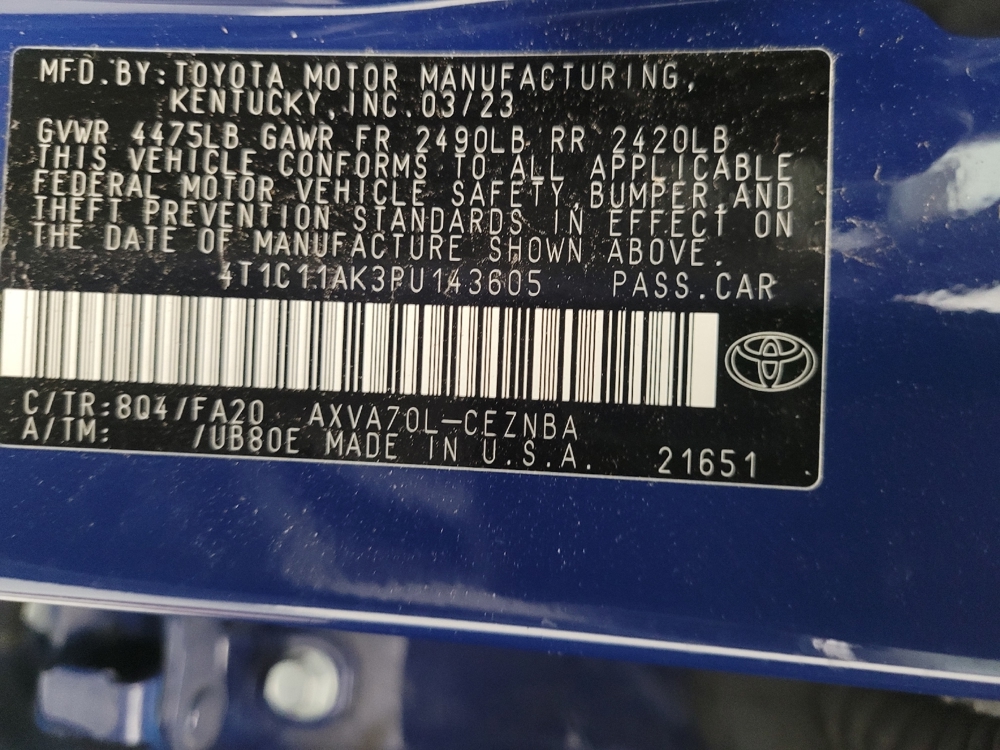 MFD.BY:TOYOTA MOTOR MANUFACTURING,
KENTUCKY,INC.03/23
GVWR 4475LB GAWR FR 2490LB RR 2420LB
THIS VEHICLE CONFORMS TO ALL APPLICABLE
FEDERAL MOTOR VEHICLE SAFETY,BUMPER,AND
THEFT PREVENTION STANDARDS IN EFFECT ON
THE DATE OF MANUFACTURE SHOWN ABOVE.
4T1C11AK3PU143605 PASS.CAR
C/TR:8Q4/FA20 AXVA70L-CEZNBA
A/TM: /UB80E MADE IN U.S.A. 21651